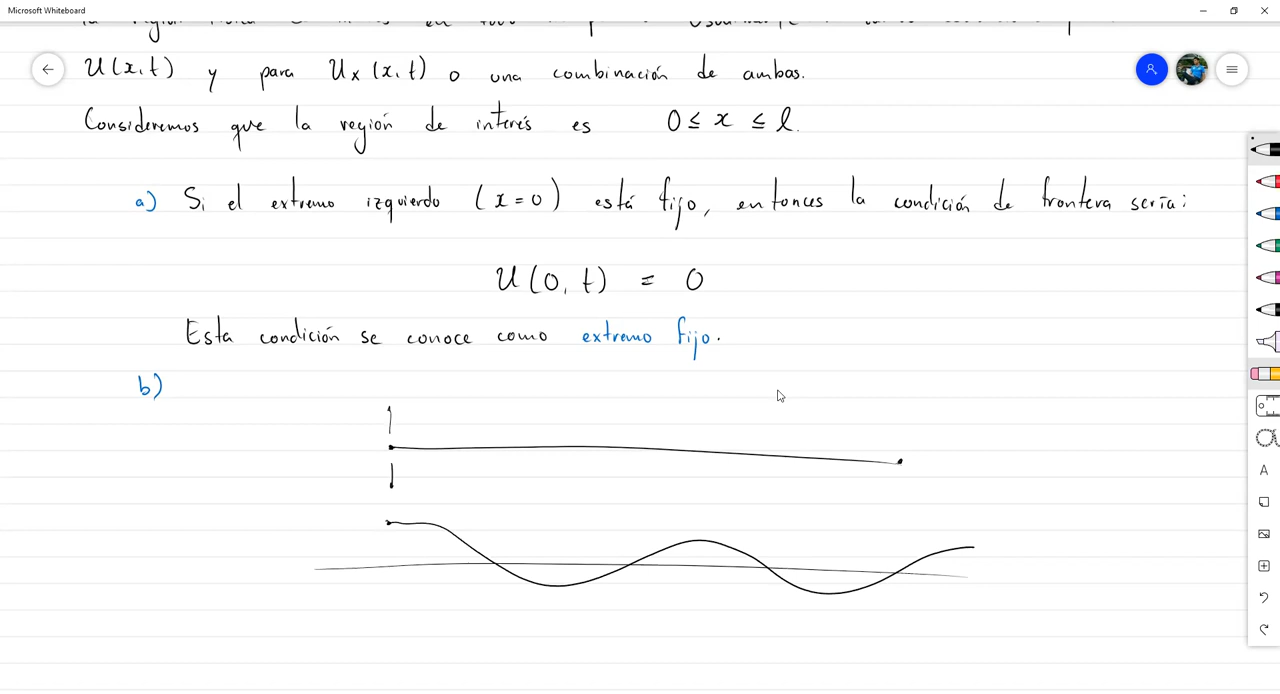 Microsoft Whiteboard
U(x,t) y para Ux(x,t) o una combinación de ambas.
Consideremos que la región de interés es 0 ≤ x ≤ l.
a) Si el extremo izquierdo (x=0) está fijo, entonces la condición de frontera sería:
U(0,t) = 0
Esta condición se conoce como extremo fijo.
b)
A